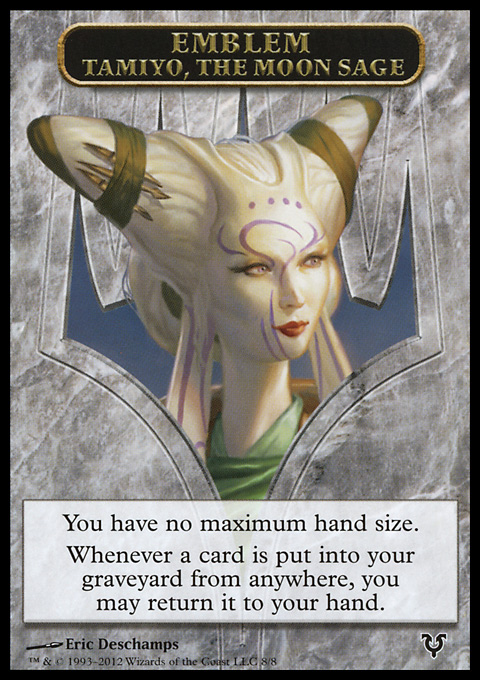 EMBLEM
TAMIYO, THE MOON SAGE
You have no maximum hand size.
Whenever a card is put into your
graveyard from anywhere, you
may return it to your hand.
Eric Deschamps
™ & © 1993–2012 Wizards of the Coast LLC 8/8